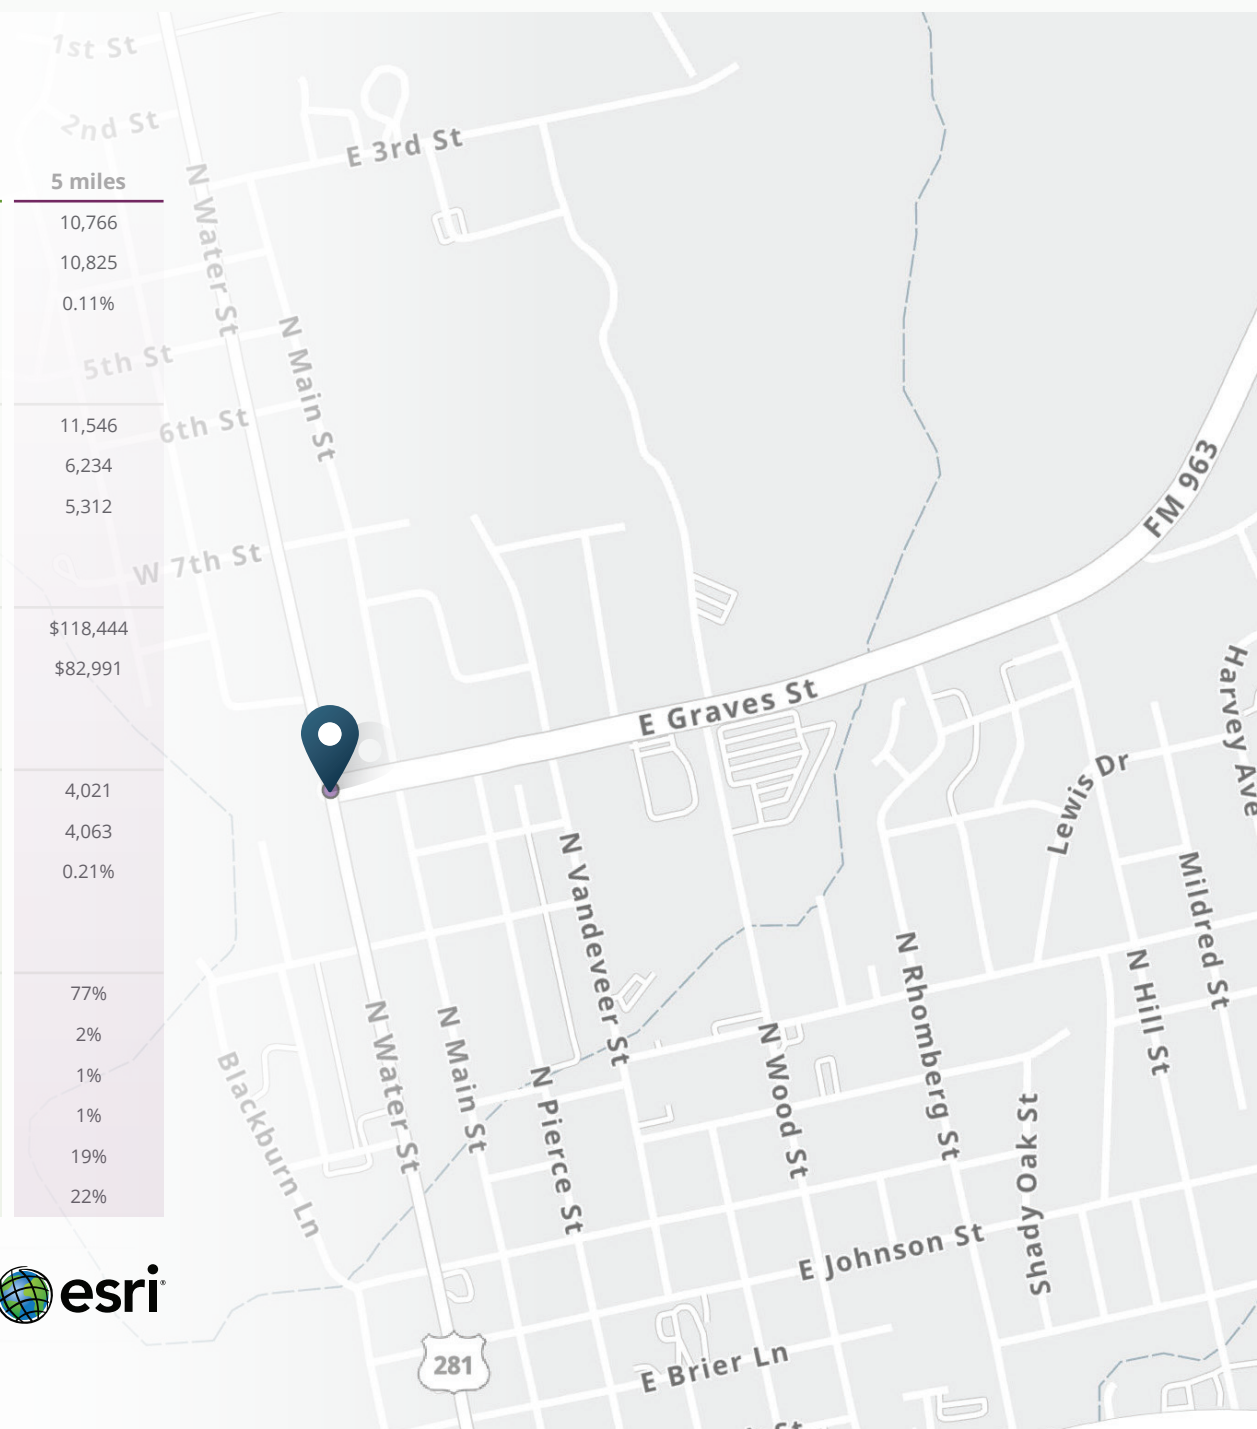 1st St
2nd St
E 3rd St
5 miles
10,766
10,825
0.11%
N Water St
N Main St
5th St
6th St
11,546
6,234
5,312
FM 963
W 7th St
$118,444
$82,991
E Graves St
Harvey Ave
Lewis Dr
4,021
4,063
0.21%
N Vandeveer St
Mildred St
N Rhomberg St
N Hill St
77%
2%
1%
1%
19%
22%
N Water St
N Main St
N Pierce St
N Wood St
Blackburn Ln
Shady Oak St
E Johnson St
esri
281
E Brier Ln
St